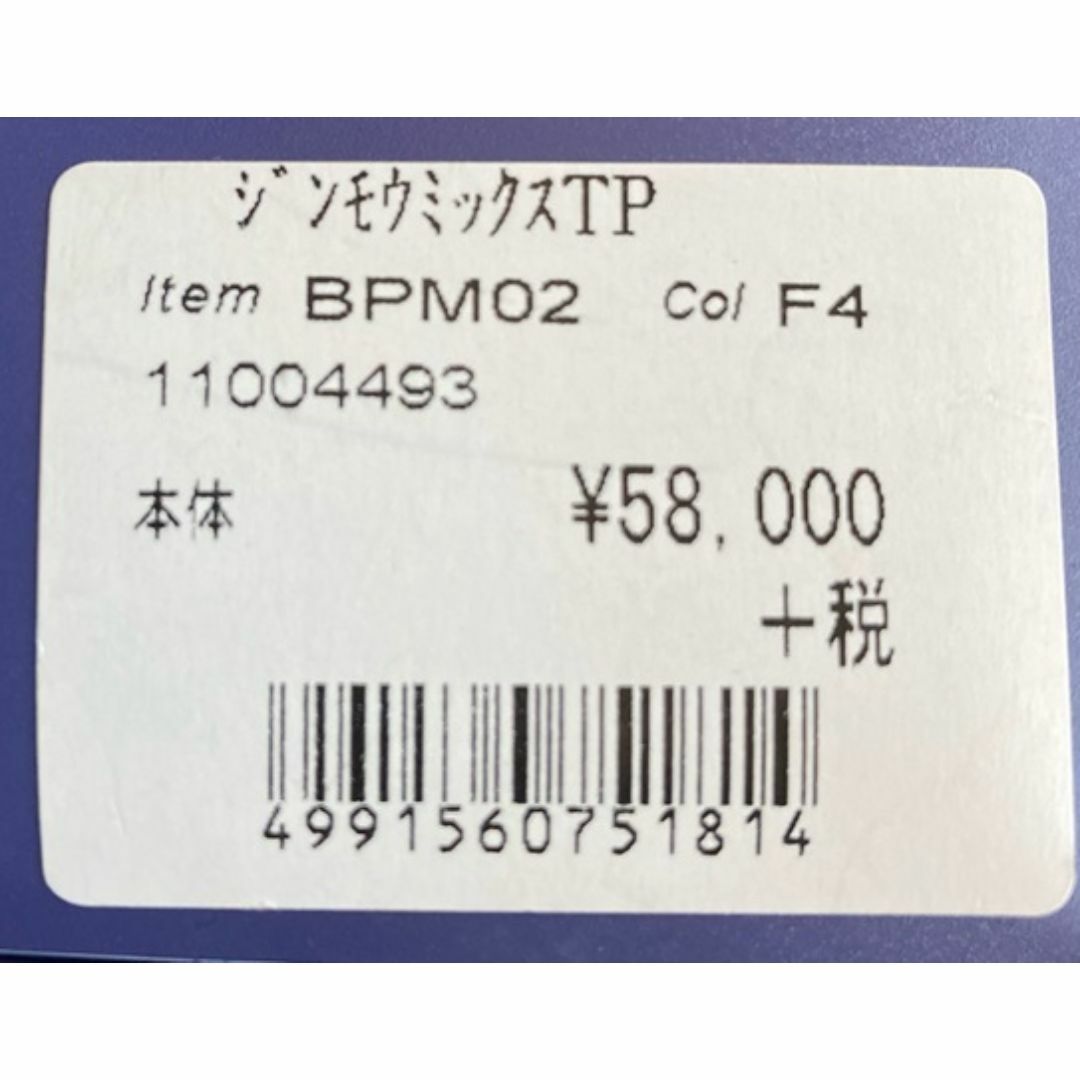 ジンモウミックスTP
Item BPM02 Col F4
11004493
本体 ¥58,000
+税
4991560751814